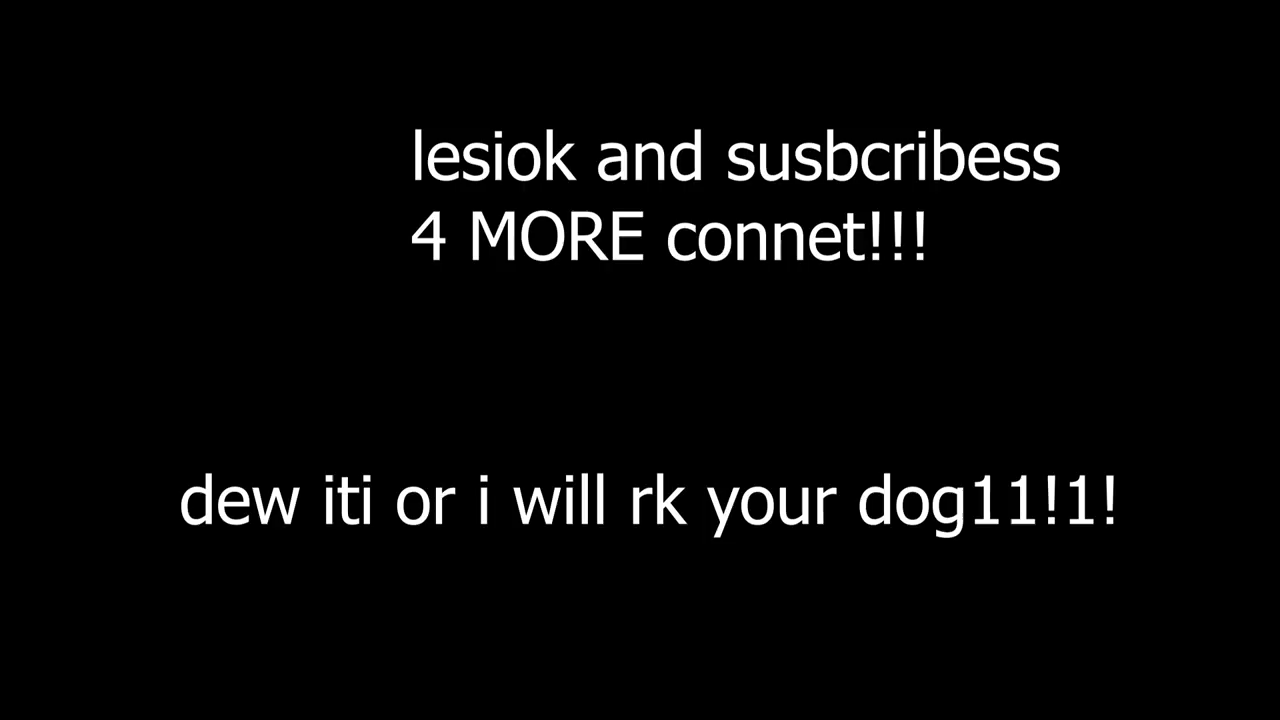 lesiok and susbcribess
4 MORE connet!!!
dew iti or i will rk your dog11!1!